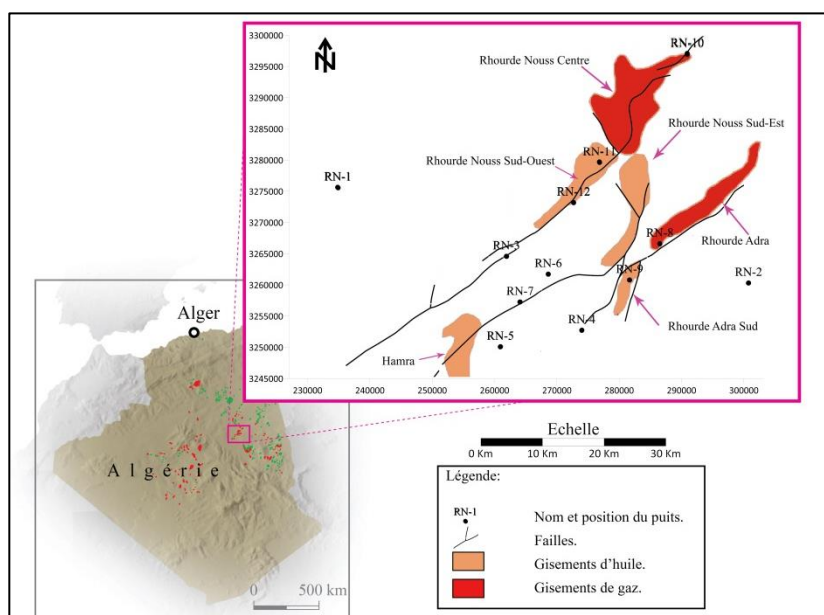 3300000
3295000
3290000
3285000
3280000
3275000
3270000
3265000
3260000
3255000
3250000
3245000
230000
240000
250000
260000
270000
280000
290000
300000
N
RN-10
Rhourde Nouss Centre
Rhourde Nouss Sud-Est
Rhourde Nouss Sud-Ouest
RN-11
RN-1
RN-12
RN-8
Rhourde Adra
RN-3
RN-6
RN-9
RN-2
RN-7
RN-4
Rhourde Adra Sud
RN-5
Hamra
Alger
Algérie
0 500 km
Echelle
0 Km 10 Km 20 Km 30 Km
Légende:
RN-1
Nom et position du puits.
Failles.
Gisements d'huile.
Gisements de gaz.